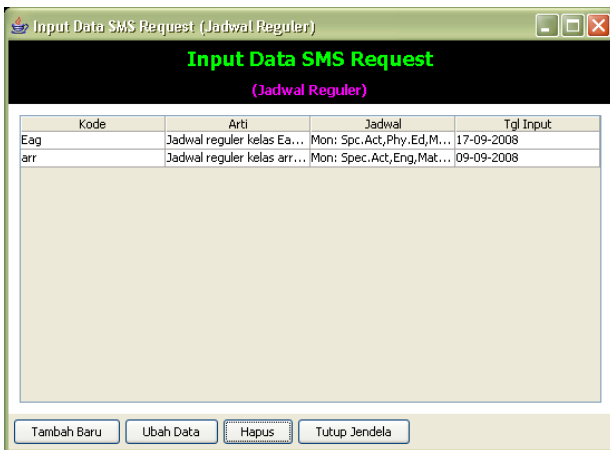 Input Data SMS Request (Jadwal Reguler)
Input Data SMS Request
(Jadwal Reguler)
Kode Arti Jadwal Tgl Input
Eag Jadwal reguler kelas Ea... Mon: Spc.Act,Phy.Ed,M... 17-09-2008
arr Jadwal reguler kelas arr... Mon: Spec.Act,Eng,Mat... 09-09-2008
Tambah Baru Ubah Data Hapus Tutup Jendela